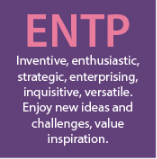 ENTP
Inventive, enthusiastic,
strategic, enterprising,
inquisitive, versatile.
Enjoy new ideas and
challenges, value
inspiration.